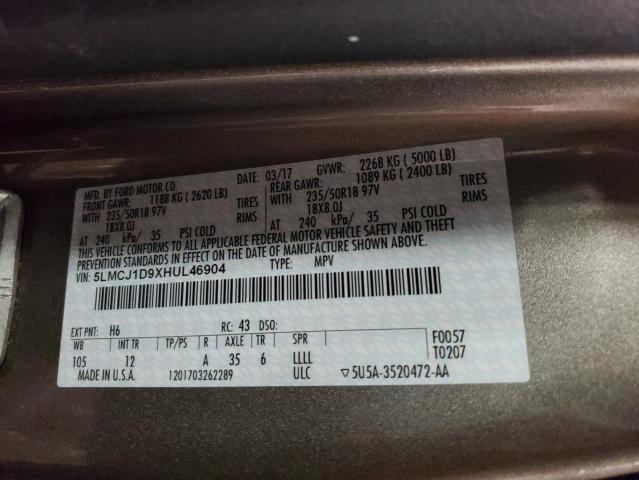 MFD. BY FORD MOTOR CO. DATE: 03/17 GVWR: 2268 KG ( 5000 LB)
FRONT GAWR: 1188 KG ( 2620 LB) REAR GAWR: 1089 KG ( 2400 LB)
WITH 235/50R18 97V TIRES WITH 235/50R18 97V TIRES
18X8.0J RIMS 18X8.0J RIMS
AT 240 kPa/ 35 PSI COLD AT 240 kPa/ 35 PSI COLD
THIS VEHICLE CONFORMS TO ALL APPLICABLE FEDERAL MOTOR VEHICLE SAFETY AND THEFT
PREVENTION STANDARDS IN EFFECT ON THE DATE OF MANUFACTURE SHOWN ABOVE.
VIN: 5LMCJ1D9XHUL46904 TYPE: MPV
EXT PNT: H6 RC: 43 DSO: F0057
WB INT TR TP/PS R AXLE TR SPR T0207
105 12 A 35 6 LLLL
MADE IN U.S.A. 1201703262289 ULC ▽5U5A-3520472-AA